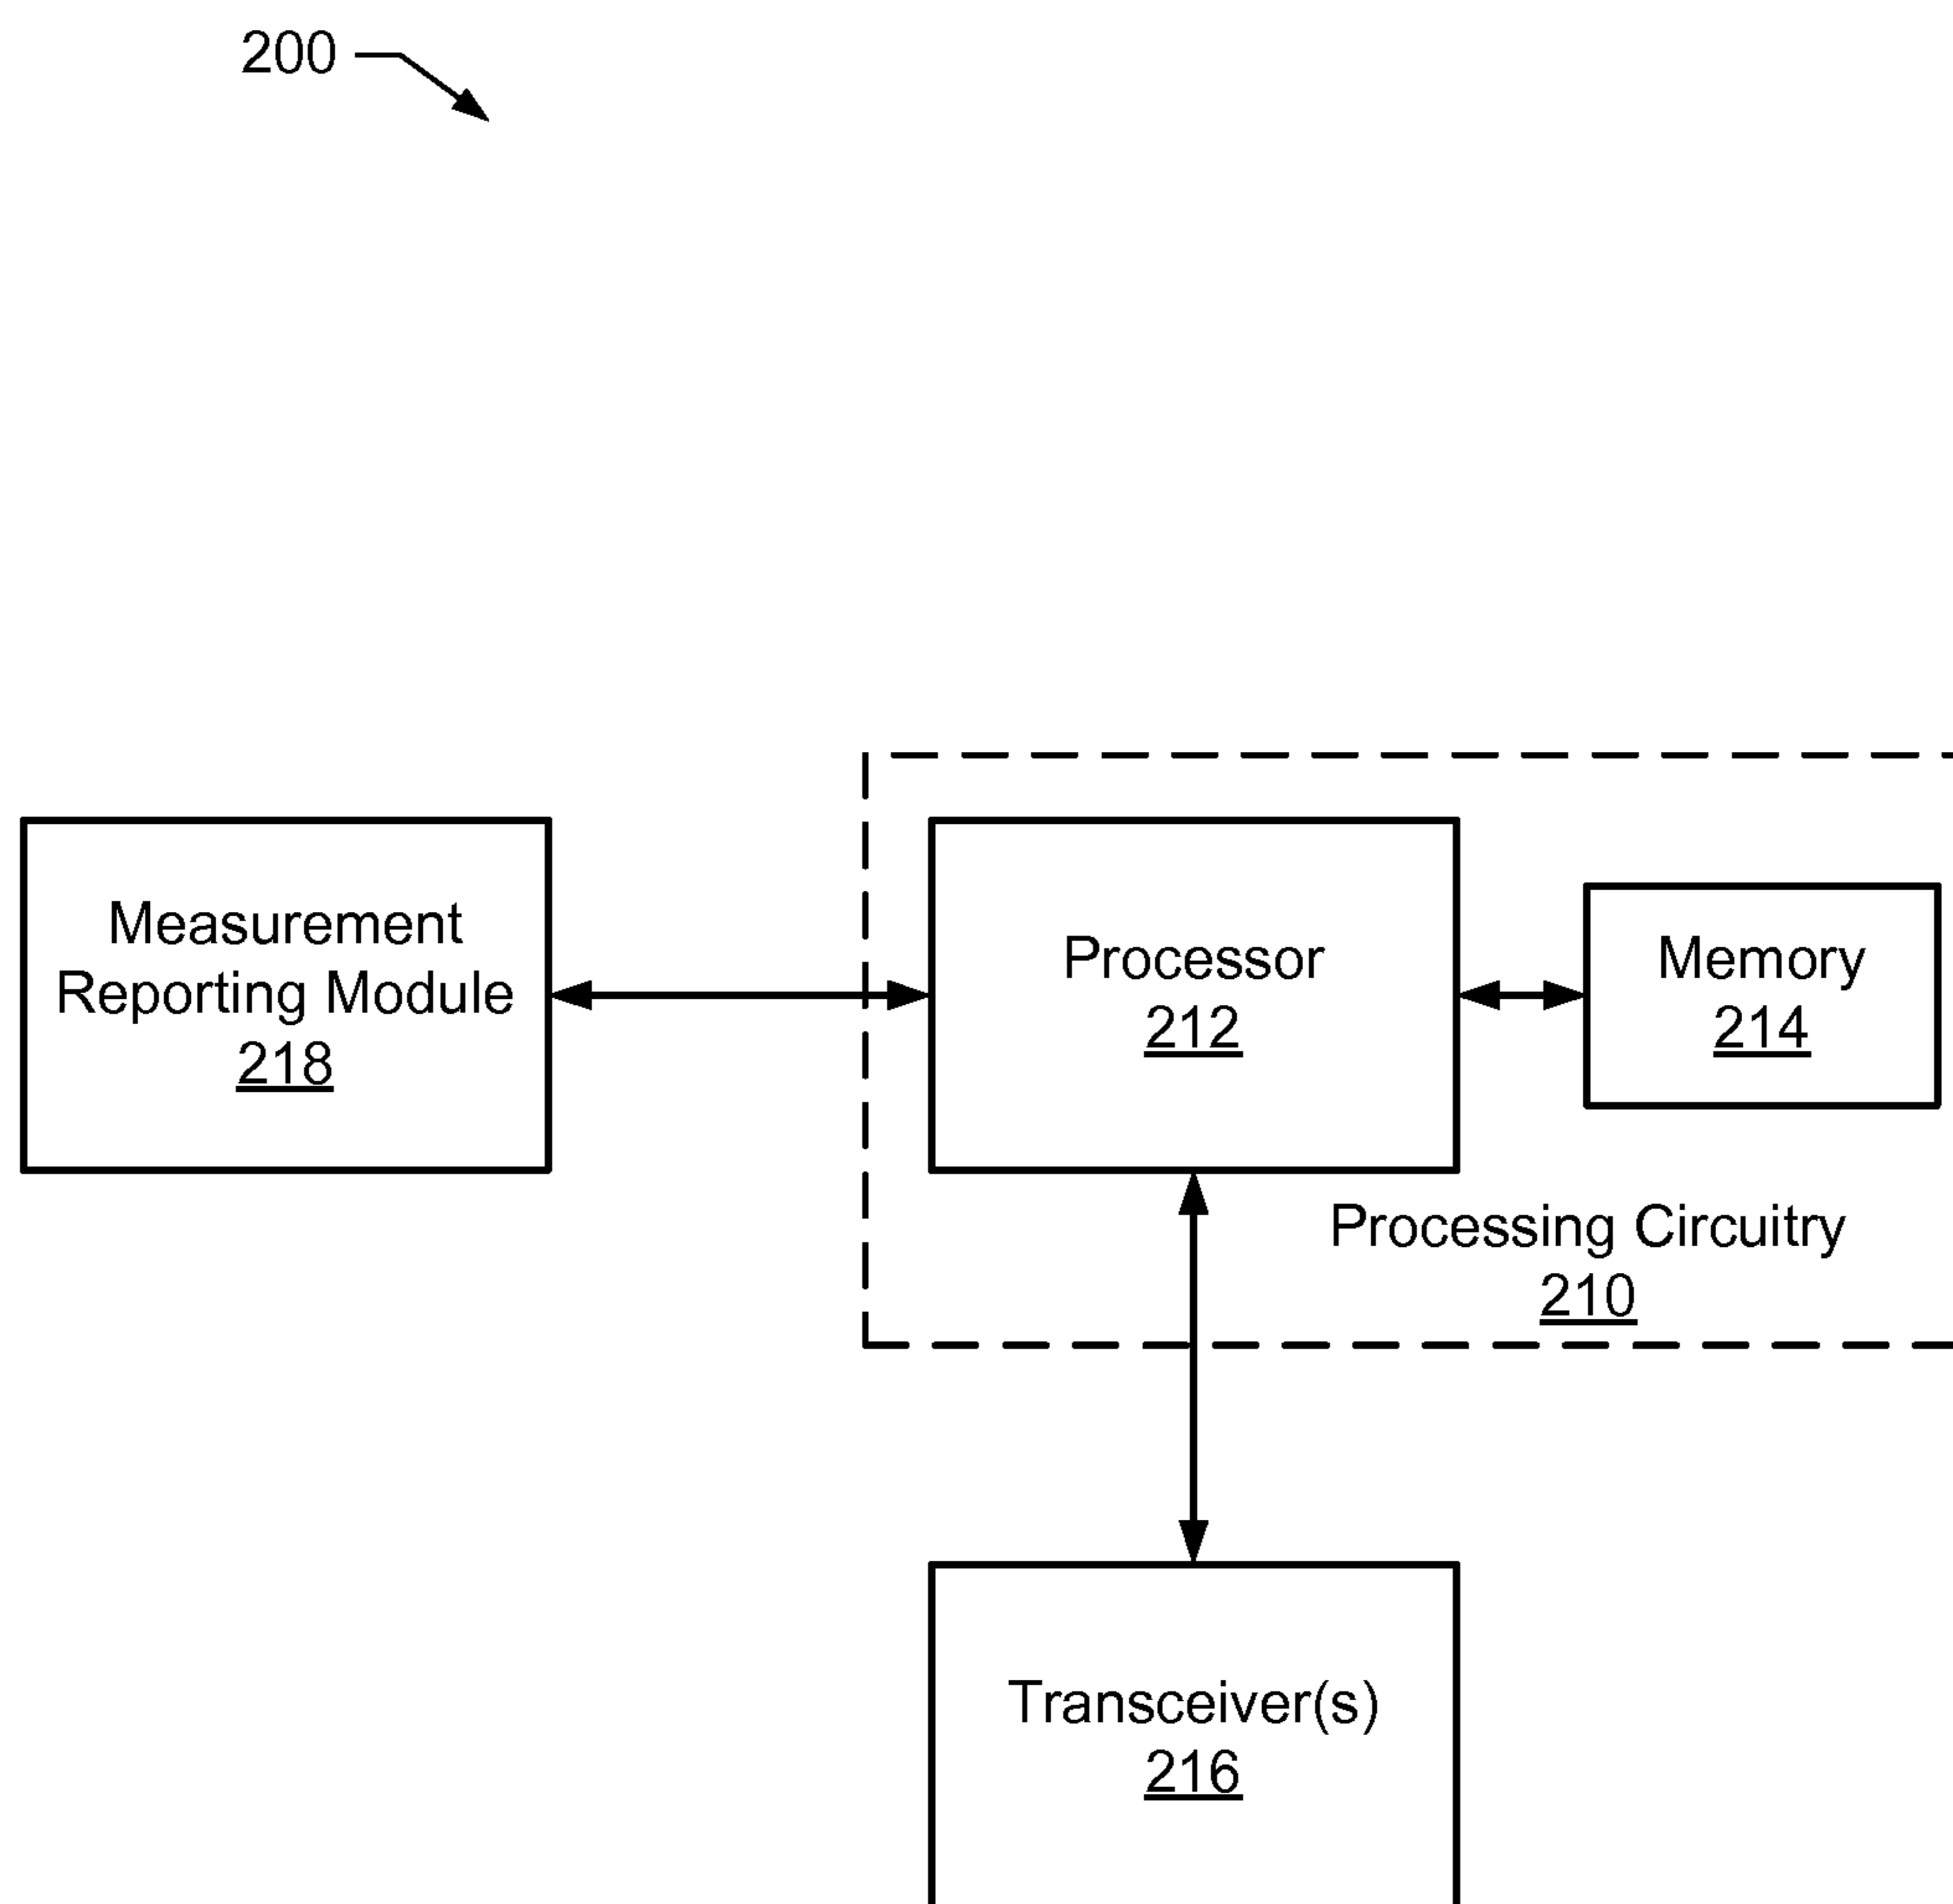 200
Measurement
Reporting Module
218
Processor
212
Memory
214
Processing Circuitry
210
Transceiver(s)
216